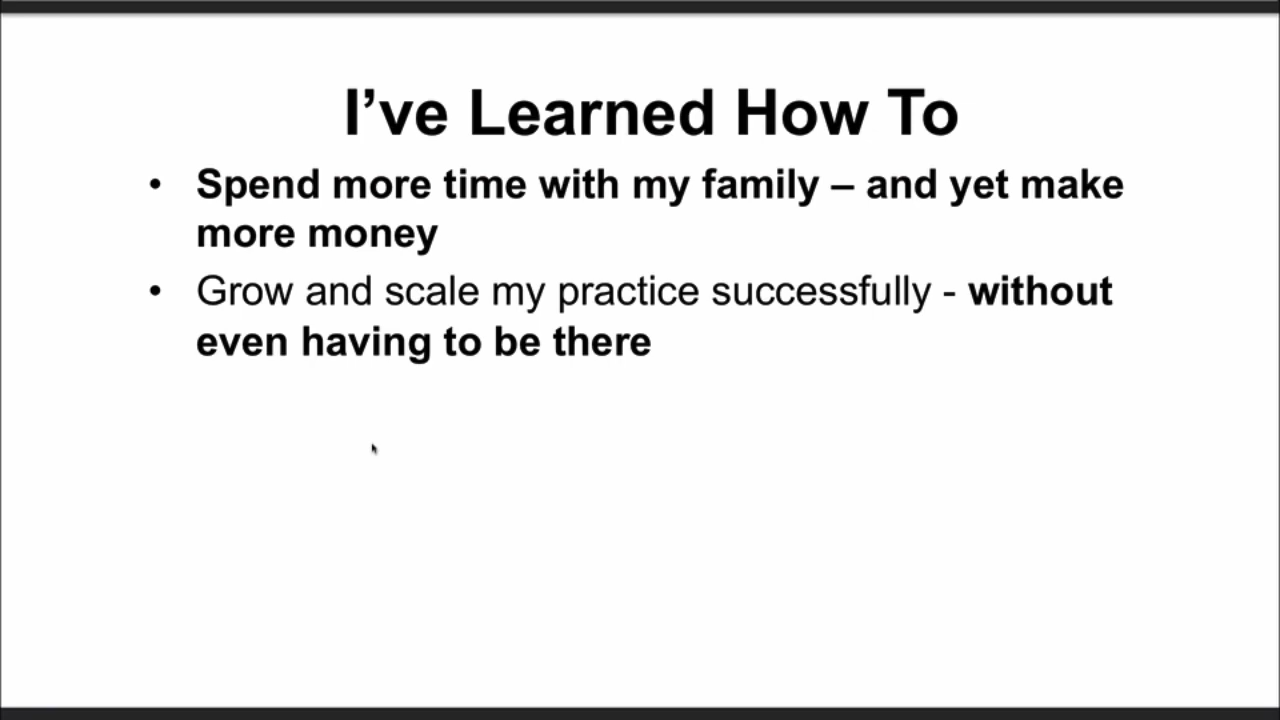 I’ve Learned How To
• Spend more time with my family – and yet make
more money
• Grow and scale my practice successfully - without
even having to be there